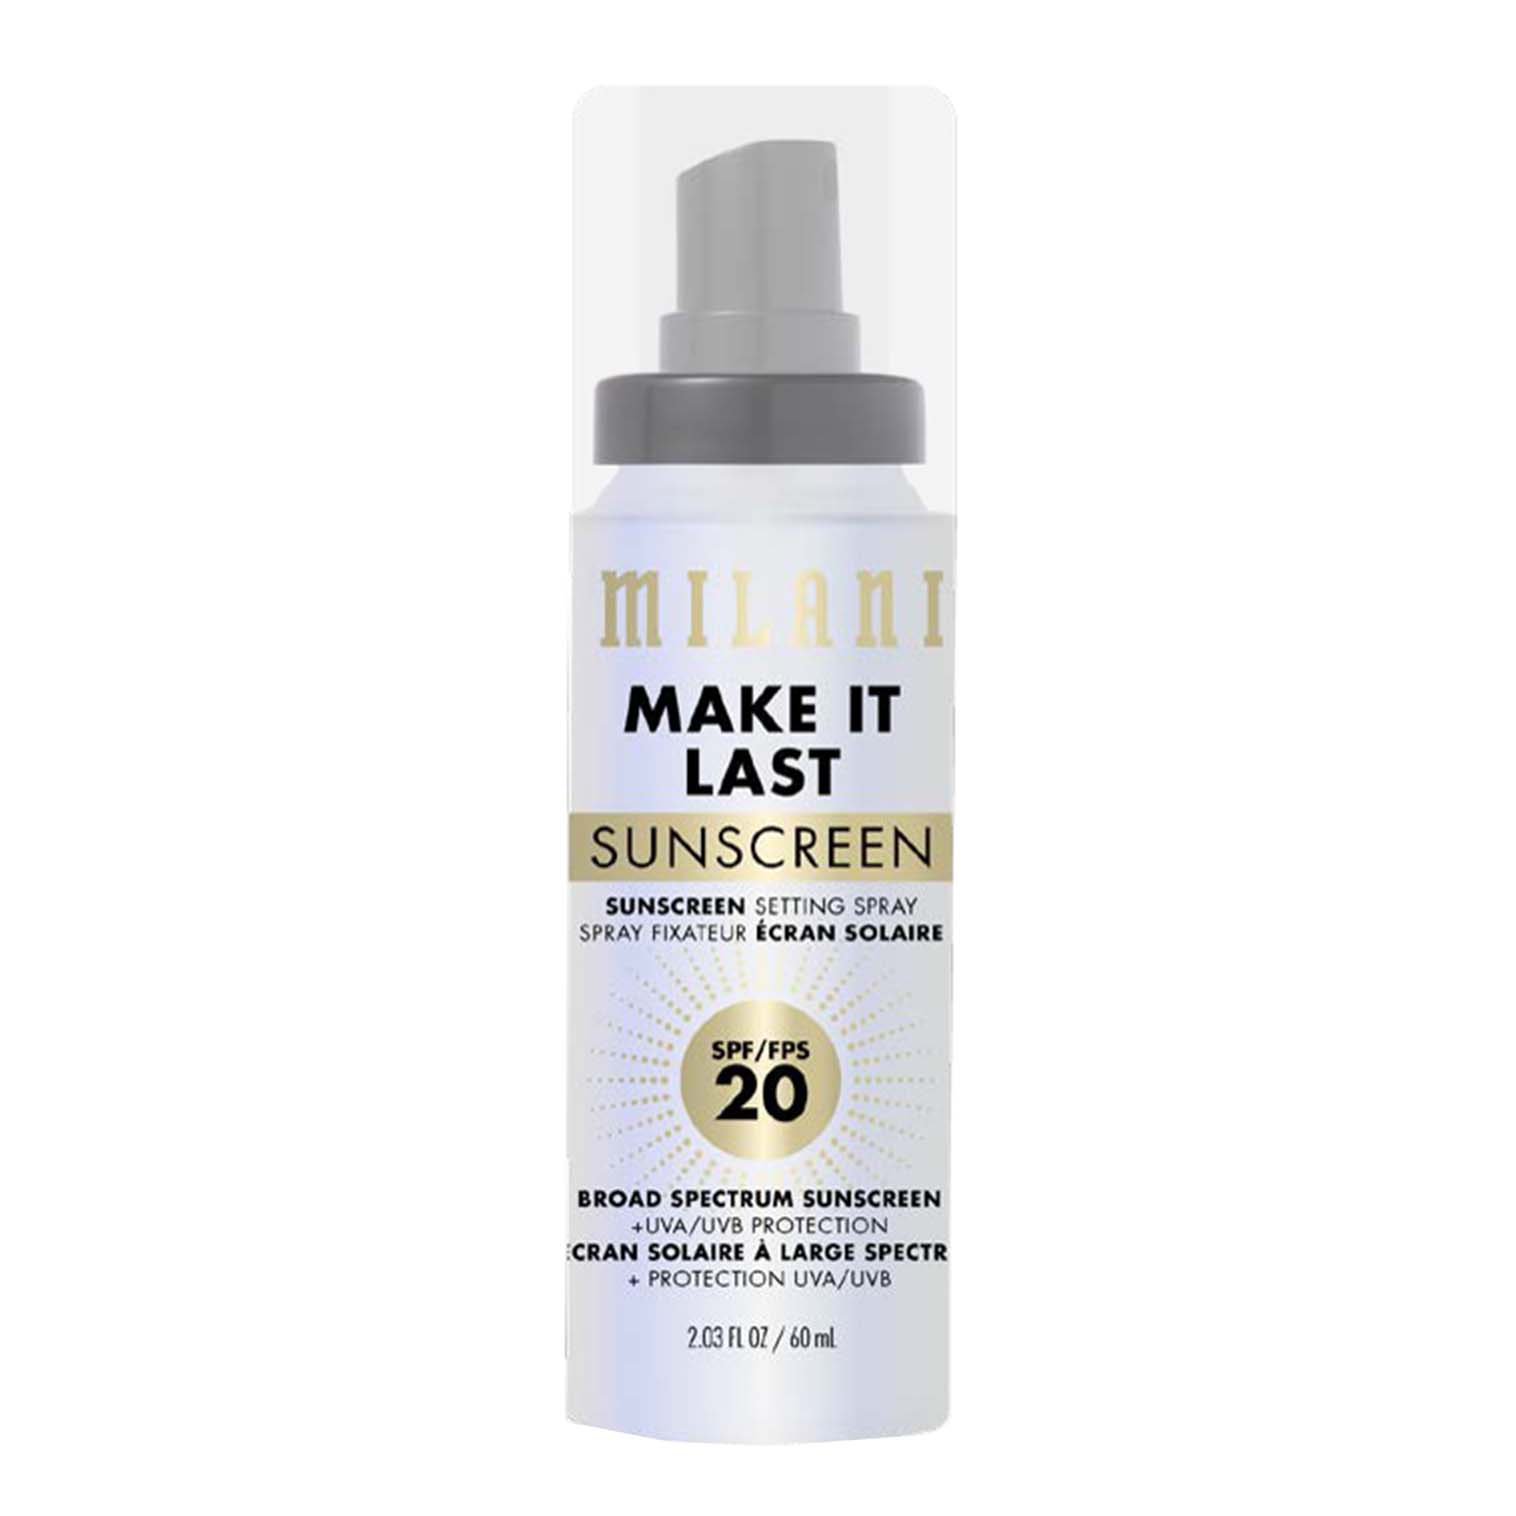 MILANI
MAKE IT
LAST
SUNSCREEN
SUNSCREEN SETTING SPRAY
SPRAY FIXATEUR ÉCRAN SOLAIRE
SPF/FPS
20
BROAD SPECTRUM SUNSCREEN
+UVA/UVB PROTECTION
ÉCRAN SOLAIRE À LARGE SPECTR
+ PROTECTION UVA/UVB
2.03 FL OZ / 60 mL